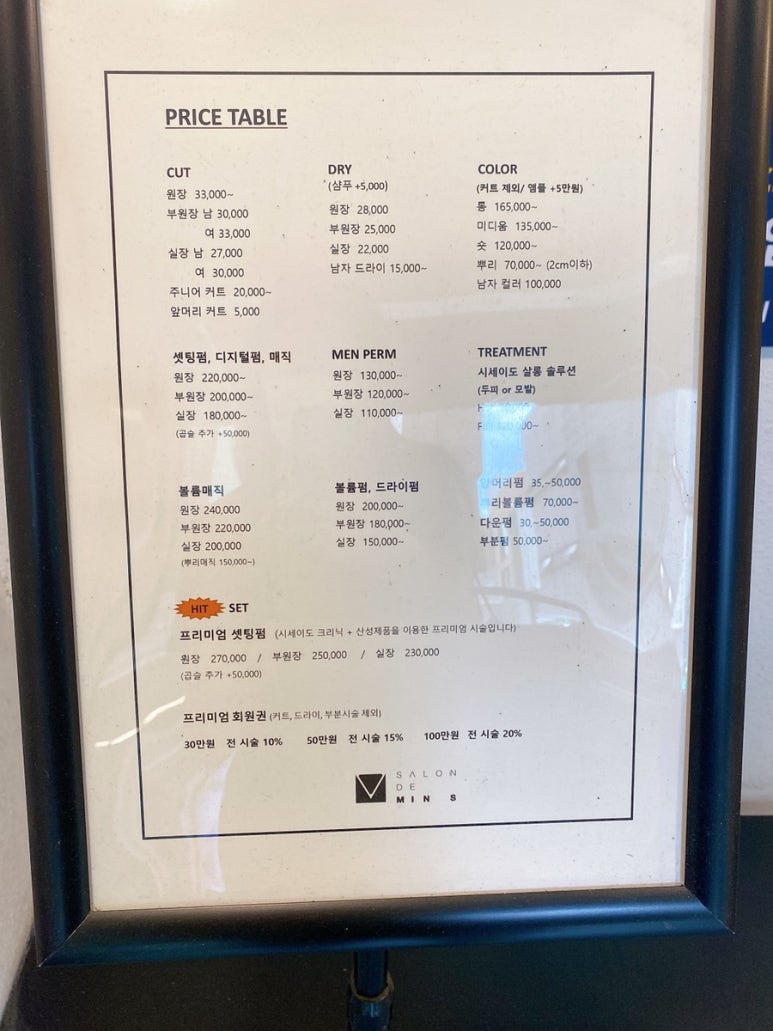 PRICE TABLE
CUT
원장 33,000~
부원장 남 30,000
여 33,000
실장 남 27,000
여 30,000
주니어 커트 20,000~
앞머리 커트 5,000
DRY
(샴푸 +5,000)
원장 28,000
부원장 25,000
실장 22,000
남자 드라이 15,000~
COLOR
(커트 제외/ 앰플 +5만원)
롱 165,000~
미디움 135,000~
숏 120,000~
뿌리 70,000~ (2cm이하)
남자 컬러 100,000
셋팅펌, 디지털펌, 매직
원장 220,000~
부원장 200,000~
실장 180,000~
(곱슬 추가 +50,000)
MEN PERM
원장 130,000~
부원장 120,000~
실장 110,000~
TREATMENT
시세이도 살롱 솔루션
(두피 or 모발)
볼륨매직
원장 240,000
부원장 220,000
실장 200,000
(뿌리매직 150,000~)
볼륨펌, 드라이펌
원장 200,000~
부원장 180,000~
실장 150,000~
앞머리펌 35,~50,000
뿌리볼륨펌 70,000~
다운펌 30,~50,000
부분펌 50,000~
HIT SET
프리미엄 셋팅펌 (시세이도 크리닉 + 산성제품을 이용한 프리미엄 시술입니다)
원장 270,000 / 부원장 250,000 / 실장 230,000
(곱슬 추가 +50,000)
프리미엄 회원권 (커트, 드라이, 부분시술 제외)
30만원 전 시술 10% 50만원 전 시술 15% 100만원 전 시술 20%
SALON
DE
MIN S